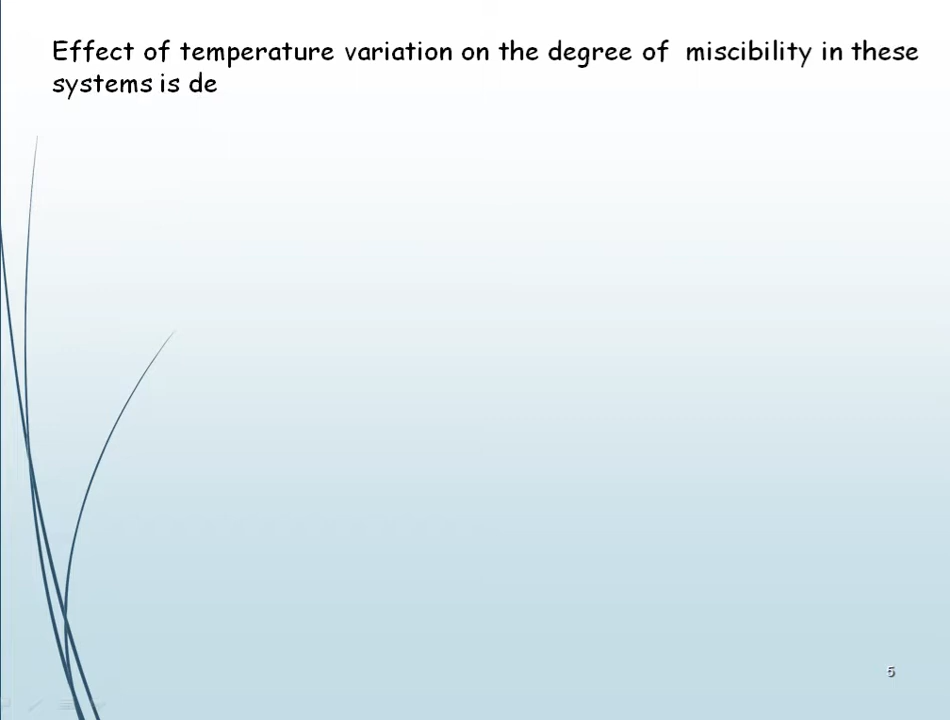 Effect of temperature variation on the degree of miscibility in these
systems is de
5